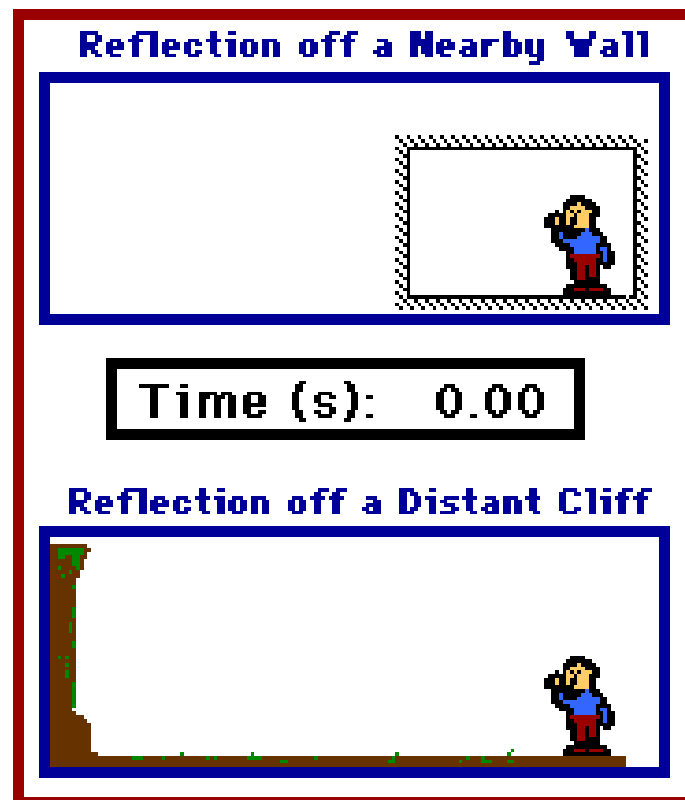 Reflection off a Nearby Wall
Time (s): 0.00
Reflection off a Distant Cliff